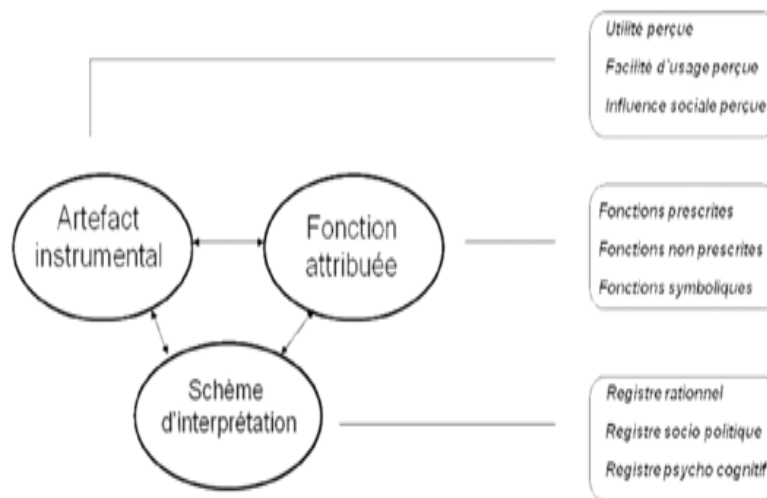 Utilité perçue
Facilité d'usage perçue
Influence sociale perçue
Artefact
instrumental
Fonction
attribuée
Fonctions prescrites
Fonctions non prescrites
Fonctions symboliques
Schème
d'interprétation
Registre rationnel
Registre socio politique
Registre psycho cognitif